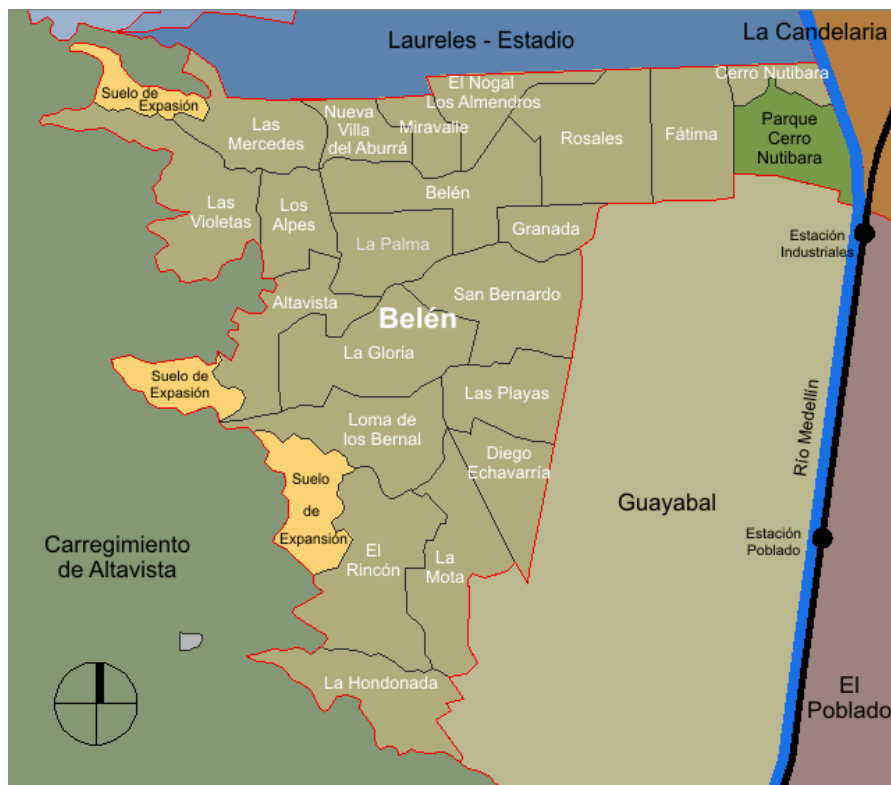 Laureles - Estadio
La Candelaria
Suelo de
Expasión
Las
Mercedes
Nueva
Villa
del Aburrá
Miravalle
El Nogal
Los Almendros
Rosales
Fátima
Cerro Nutibara
Parque
Cerro
Nutibara
Las
Violetas
Los
Alpes
Belén
La Palma
Granada
Estación
Industriales
Altavista
San Bernardo
Belén
La Gloria
Suelo de
Expasión
Las Playas
Loma de
los Bernal
Diego
Echavarría
Suelo
de
Expansión
Guayabal
Río Medellín
Estación
Poblado
Carregimiento
de Altavista
El
Rincón
La
Mota
La Hondonada
El
Poblado